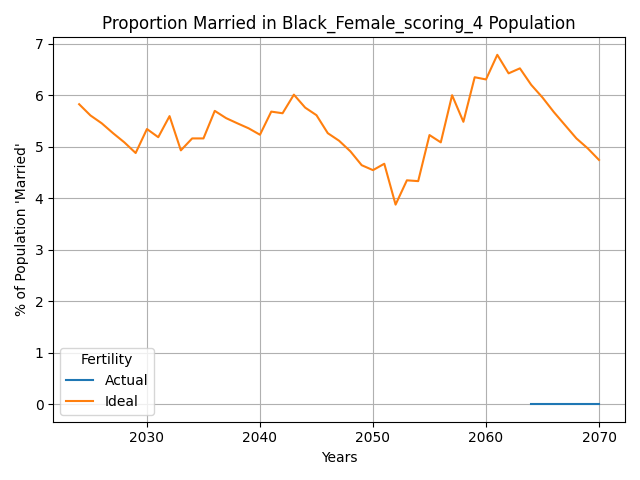 Proportion Married in Black_Female_scoring_4 Population
% of Population 'Married'
7
6
5
4
3
2
1
0
Fertility
Actual
Ideal
2030 2040 2050 2060 2070
Years